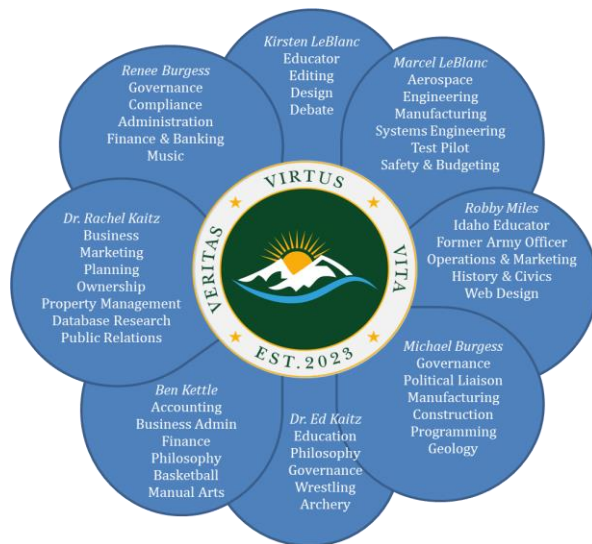 Kirsten LeBlanc
Educator
Editing
Design
Debate
Marcel LeBlanc
Aerospace
Engineering
Manufacturing
Systems Engineering
Test Pilot
Safety & Budgeting
Robby Miles
Idaho Educator
Former Army Officer
Operations & Marketing
History & Civics
Web Design
Michael Burgess
Governance
Political Liaison
Manufacturing
Construction
Programming
Geology
Dr. Ed Kaitz
Education
Philosophy
Governance
Wrestling
Archery
Ben Kettle
Accounting
Business Admin
Finance
Philosophy
Basketball
Manual Arts
Dr. Rachel Kaitz
Business
Marketing
Planning
Ownership
Property Management
Database Research
Public Relations
Renee Burgess
Governance
Compliance
Administration
Finance & Banking
Music
VERITAS
VIRTUS
VITA
EST. 2023